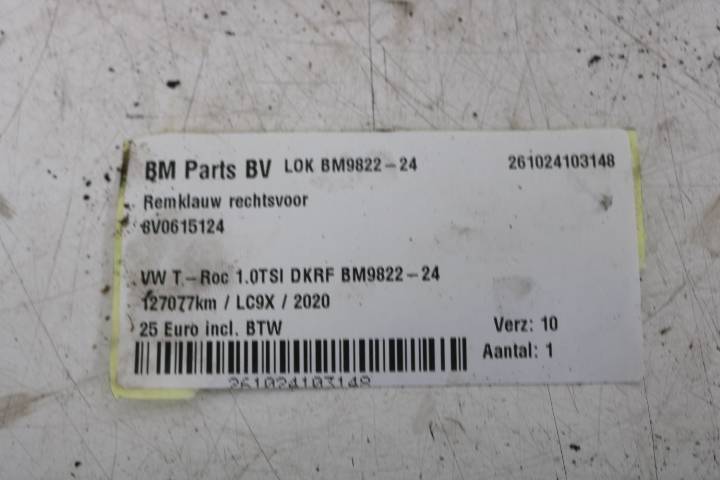 BM Parts BV LOK BM9822-24 261024103148
Remklauw rechtsvoor
6V0615124
VW T-Roc 1.0TSI DKRF BM9822-24
127077km / LC9X / 2020
25 Euro incl. BTW Verz: 10
Aantal: 1
261024103148